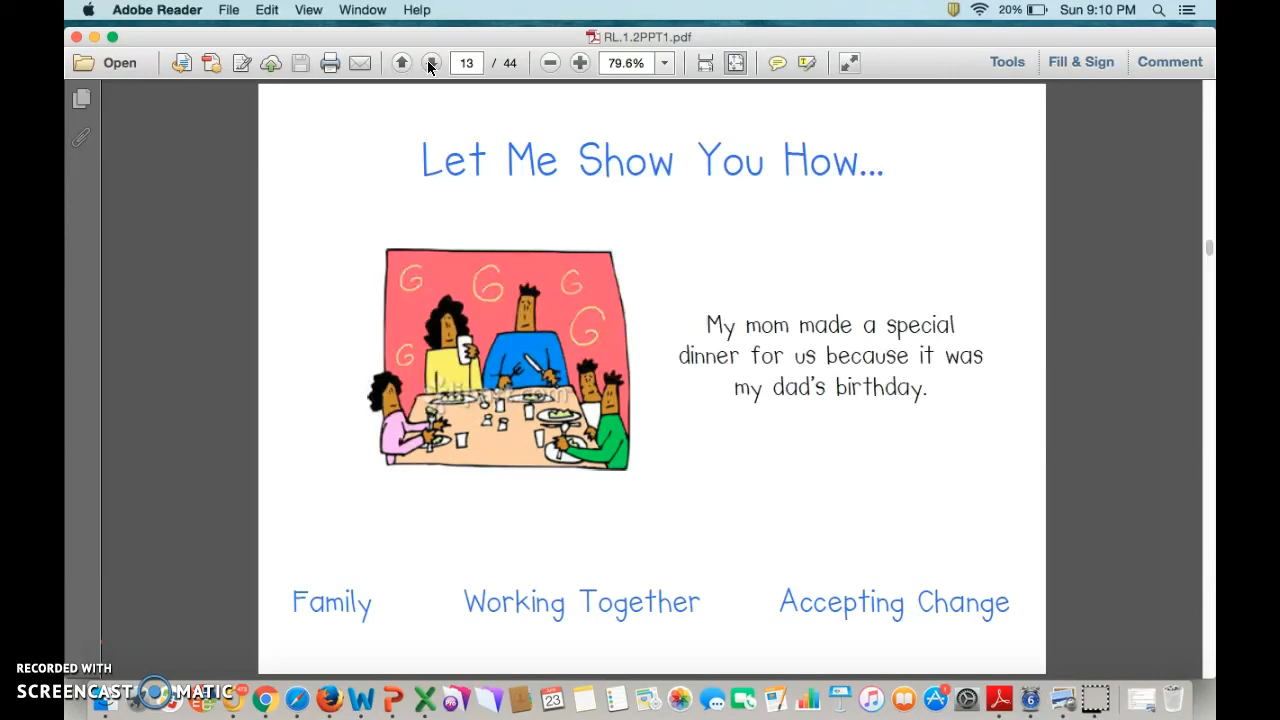 Adobe Reader File Edit View Window Help 20% Sun 9:10 PM
RL.1.2PPT1.pdf
Open 13 / 44 79.6% Tools Fill & Sign Comment
Let Me Show You How...
G G G
G
G
My mom made a special
dinner for us because it was
my dad's birthday.
Family Working Together Accepting Change
RECORDED WITH
SCREENCAST MATIC